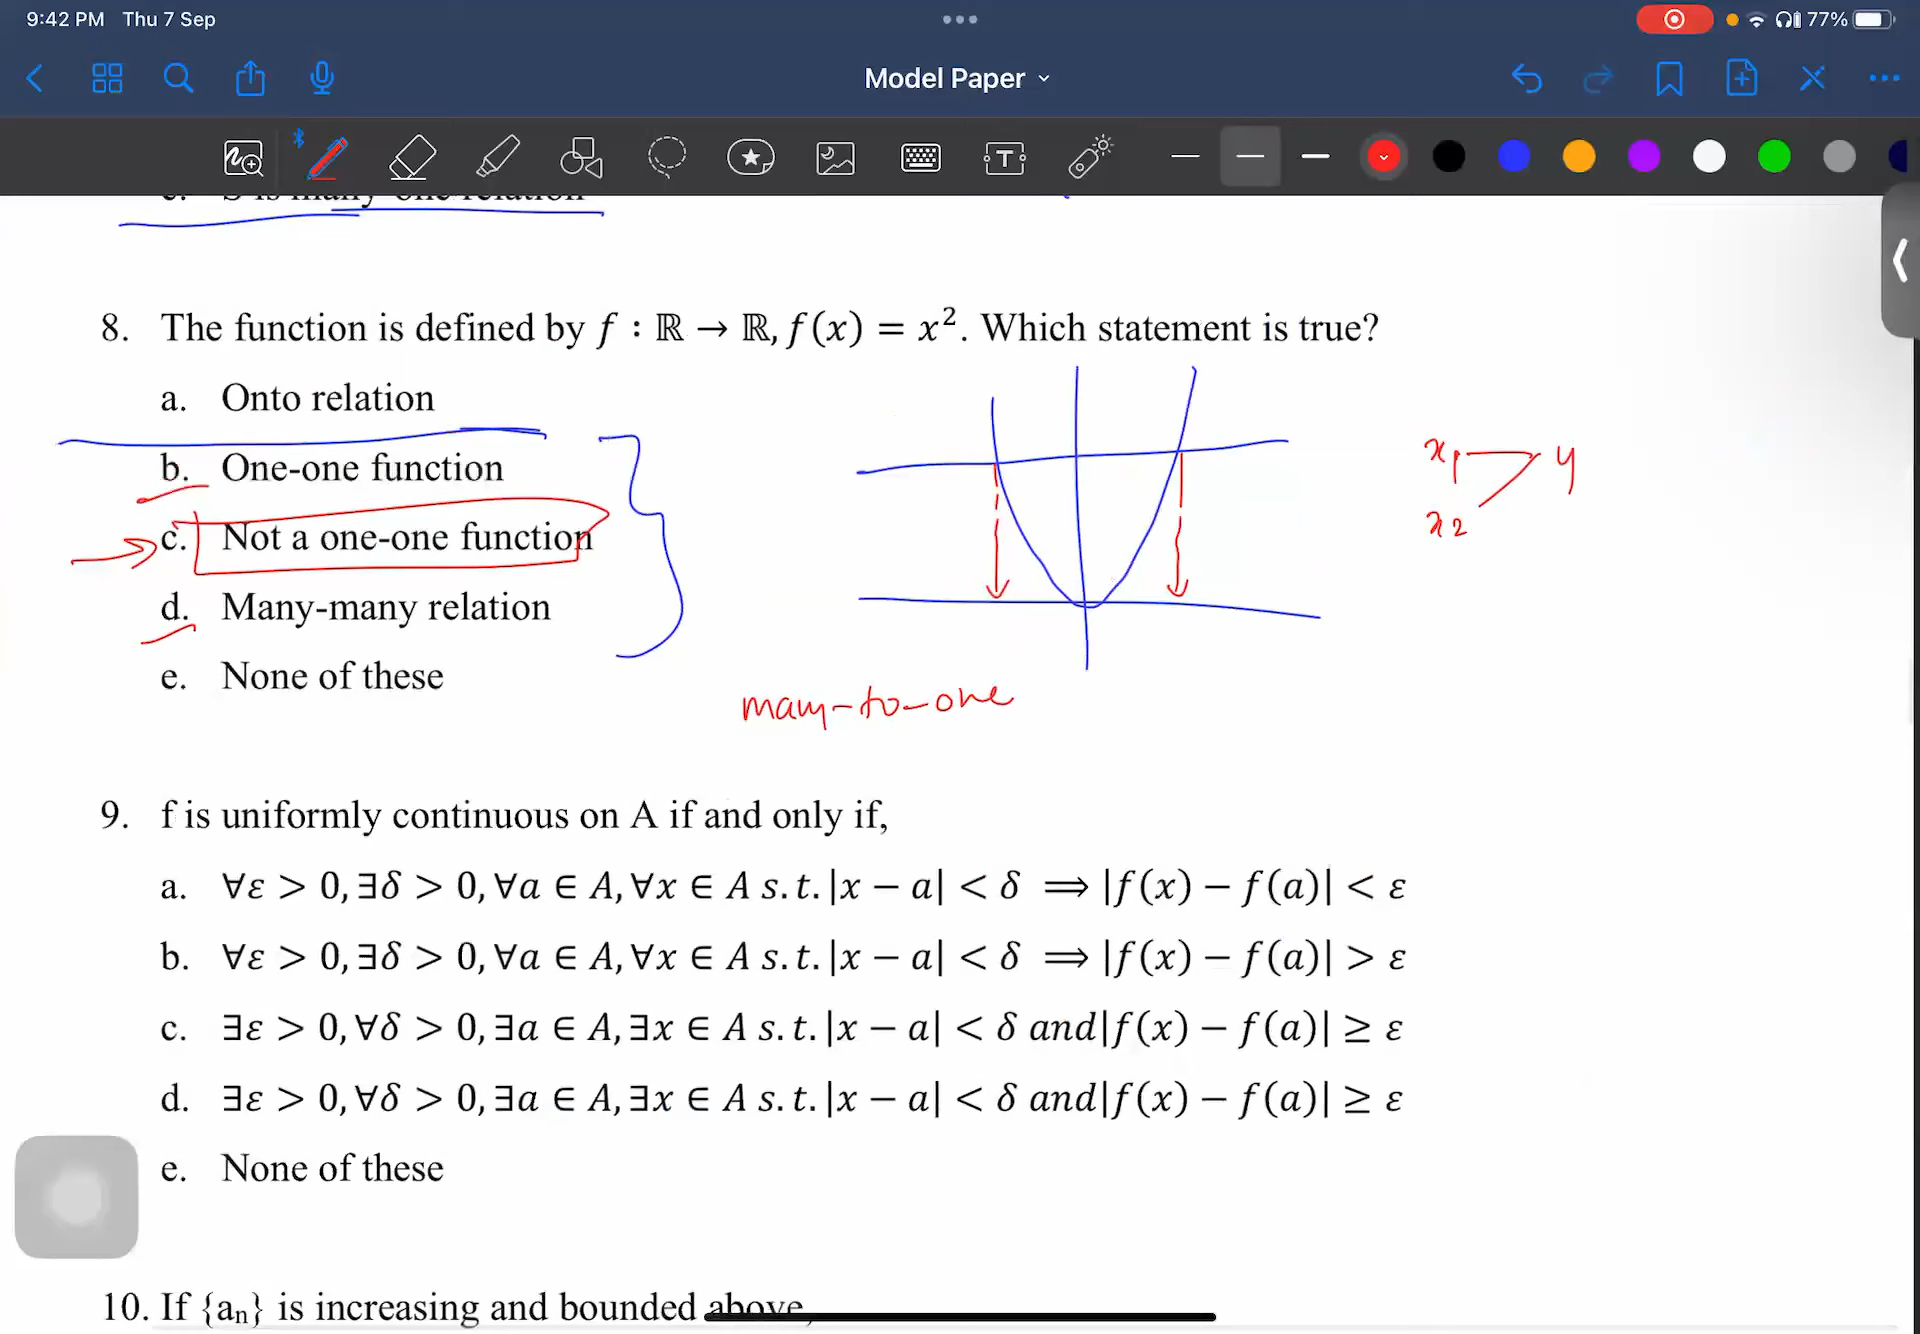 9:42 PM Thu 7 Sep
77%
Model Paper
8. The function is defined by f : ℝ → ℝ, f(x) = x². Which statement is true?
a. Onto relation
b. One-one function
c. Not a one-one function
d. Many-many relation
e. None of these
x₁ y
x₂
many-to-one
9. f is uniformly continuous on A if and only if,
a. ∀ε > 0, ∃δ > 0, ∀a ∈ A, ∀x ∈ A s.t. |x − a| < δ ⟹ |f(x) − f(a)| < ε
b. ∀ε > 0, ∃δ > 0, ∀a ∈ A, ∀x ∈ A s.t. |x − a| < δ ⟹ |f(x) − f(a)| > ε
c. ∃ε > 0, ∀δ > 0, ∃a ∈ A, ∃x ∈ A s.t. |x − a| < δ and|f(x) − f(a)| ≥ ε
d. ∃ε > 0, ∀δ > 0, ∃a ∈ A, ∃x ∈ A s.t. |x − a| < δ and|f(x) − f(a)| ≥ ε
e. None of these
10. If {aₙ} is increasing and bounded above,